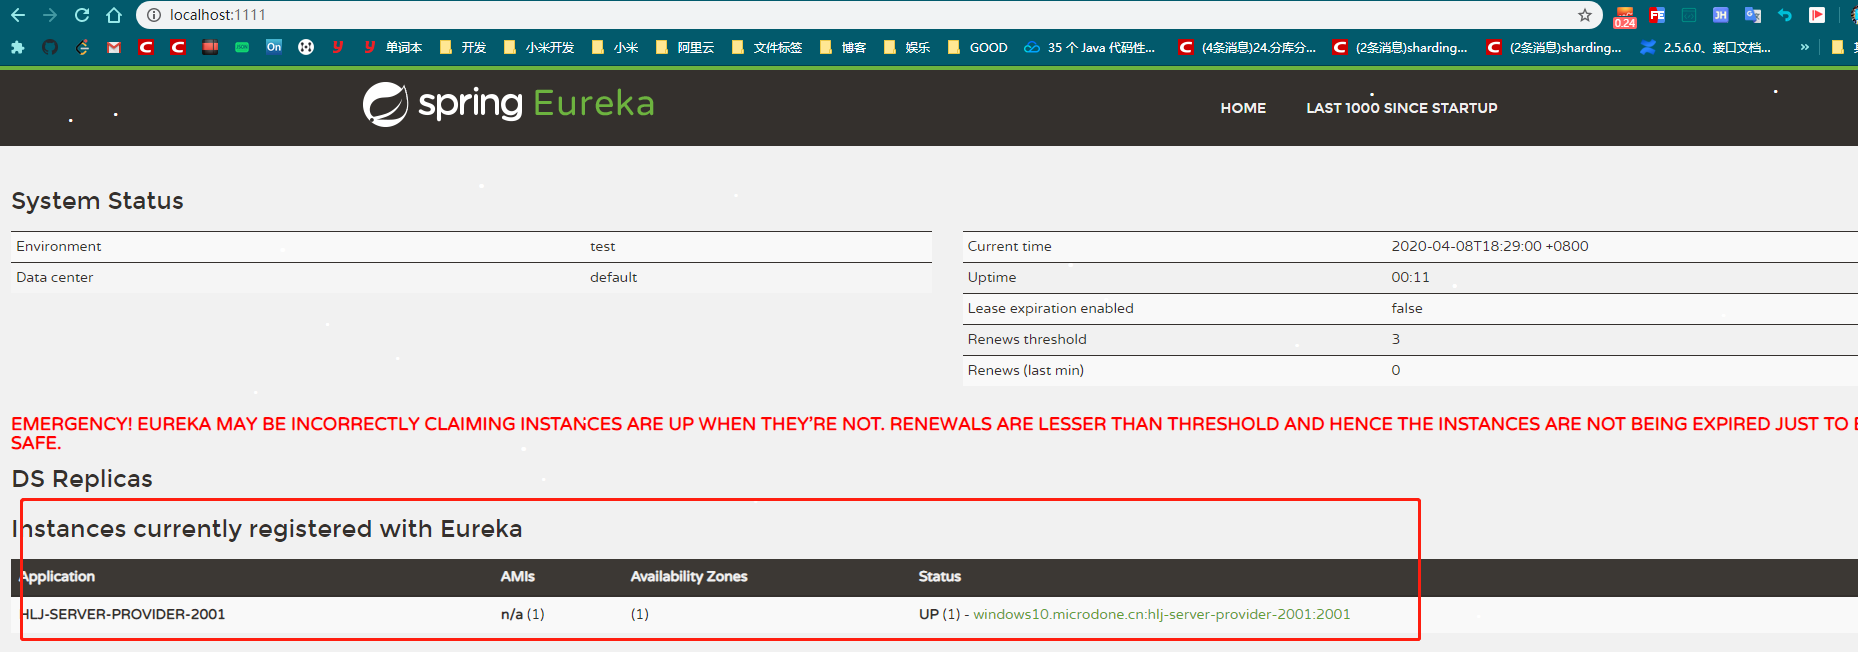 localhost:1111
0.24 FE JH
On 单词本 开发 小米开发 小米 阿里云 文件标签 博客 娱乐 GOOD 35 个 Java 代码性... (4条消息)24.分库分... (2条消息)sharding... (2条消息)sharding... 2.5.6.0、接口文档... »
spring Eureka
HOME LAST 1000 SINCE STARTUP
System Status
Environment test
Data center default
Current time 2020-04-08T18:29:00 +0800
Uptime 00:11
Lease expiration enabled false
Renews threshold 3
Renews (last min) 0
EMERGENCY! EUREKA MAY BE INCORRECTLY CLAIMING INSTANCES ARE UP WHEN THEY'RE NOT. RENEWALS ARE LESSER THAN THRESHOLD AND HENCE THE INSTANCES ARE NOT BEING EXPIRED JUST TO
SAFE.
DS Replicas
Instances currently registered with Eureka
Application AMIs Availability Zones Status
HLJ-SERVER-PROVIDER-2001 n/a (1) (1) UP (1) - windows10.microdone.cn:hlj-server-provider-2001:2001